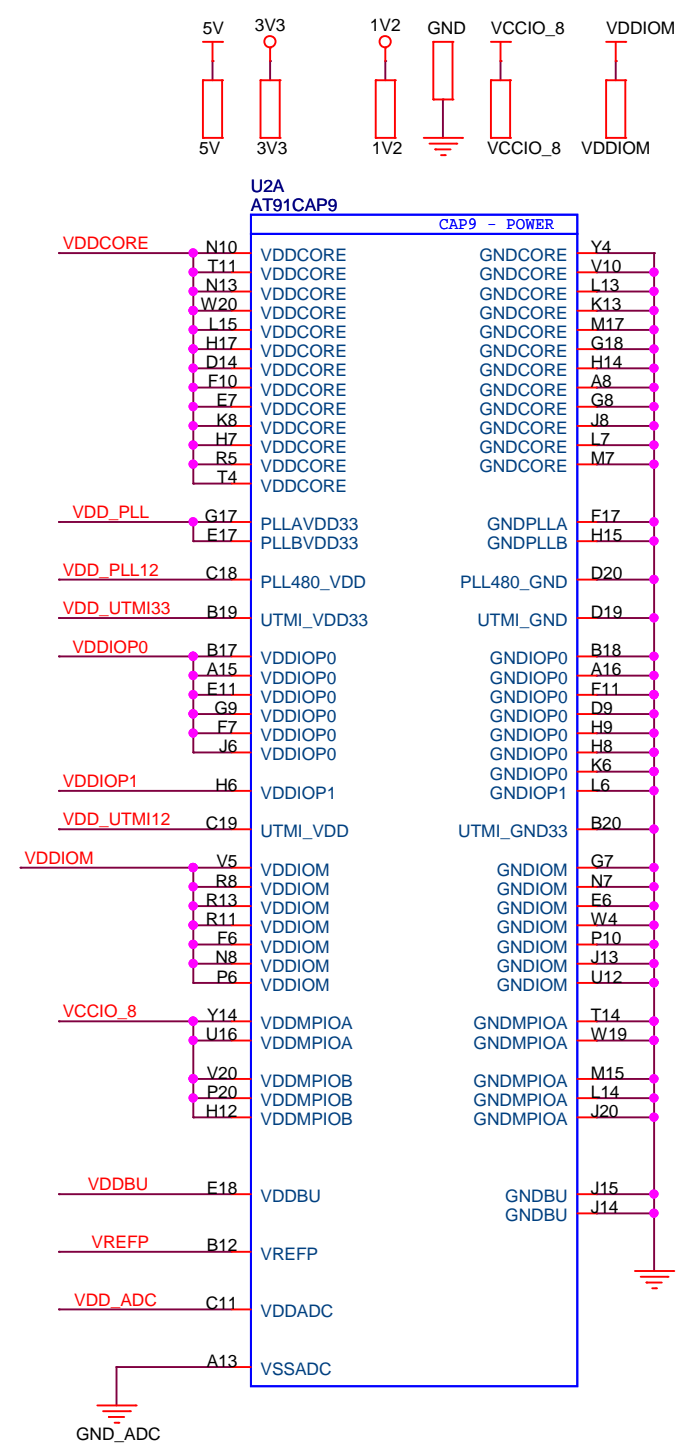 5V 3V3 1V2 GND VCCIO_8 VDDIOM
5V 3V3 1V2 VCCIO_8 VDDIOM
U2A
AT91CAP9
CAP9 - POWER
VDDCORE N10 VDDCORE GNDCORE Y4
T11 VDDCORE GNDCORE V10
N13 VDDCORE GNDCORE L13
W20 VDDCORE GNDCORE K13
L15 VDDCORE GNDCORE M17
H17 VDDCORE GNDCORE G18
D14 VDDCORE GNDCORE H14
F10 VDDCORE GNDCORE A8
E7 VDDCORE GNDCORE G8
K8 VDDCORE GNDCORE J8
H7 VDDCORE GNDCORE L7
R5 VDDCORE GNDCORE M7
T4 VDDCORE
VDD_PLL G17 PLLAVDD33 GNDPLLA F17
E17 PLLBVDD33 GNDPLLB H15
VDD_PLL12 C18 PLL480_VDD PLL480_GND D20
VDD_UTMI33 B19 UTMI_VDD33 UTMI_GND D19
VDDIOP0 B17 VDDIOP0 GNDIOP0 B18
A15 VDDIOP0 GNDIOP0 A16
E11 VDDIOP0 GNDIOP0 F11
G9 VDDIOP0 GNDIOP0 D9
F7 VDDIOP0 GNDIOP0 H9
J6 VDDIOP0 GNDIOP0 H8
GNDIOP0 K6
VDDIOP1 H6 VDDIOP1 GNDIOP1 L6
VDD_UTMI12 C19 UTMI_VDD UTMI_GND33 B20
VDDIOM V5 VDDIOM GNDIOM G7
R8 VDDIOM GNDIOM N7
R13 VDDIOM GNDIOM E6
R11 VDDIOM GNDIOM W4
F6 VDDIOM GNDIOM P10
N8 VDDIOM GNDIOM J13
P6 VDDIOM GNDIOM U12
VCCIO_8 Y14 VDDMPIOA GNDMPIOA T14
U16 VDDMPIOA GNDMPIOA W19
V20 VDDMPIOB GNDMPIOA M15
P20 VDDMPIOB GNDMPIOA L14
H12 VDDMPIOB GNDMPIOA J20
VDDBU E18 VDDBU GNDBU J15
GNDBU J14
VREFP B12 VREFP
VDD_ADC C11 VDDADC
A13 VSSADC
GND_ADC